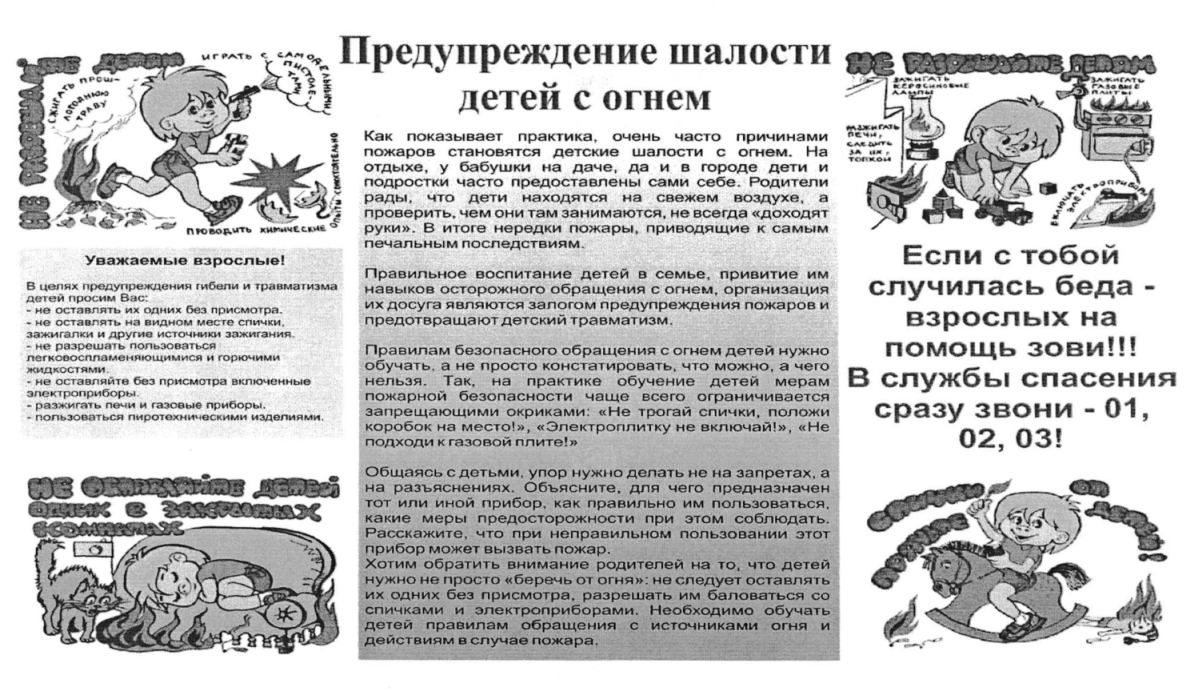 Предупреждение шалости
детей с огнем
НЕ РАЗРЕШАЙТЕ ДЕТЯМ
ИГРАТЬ С САМОДЕЛЬНЫМИ
ПИСТОЛЕ-
ТАМИ
СЖИГАТЬ ПРОШ-
ЛОГОДНЮЮ
ТРАВУ
ПРОВОДИТЬ ХИМИЧЕСКИЕ
ОПЫТЫ САМОСТОЯТЕЛЬНО
Уважаемые взрослые!
В целях предупреждения гибели и травматизма
детей просим Вас:
- не оставлять их одних без присмотра.
- не оставлять на видном месте спички,
зажигалки и другие источники зажигания.
- не разрешать пользоваться
легковоспламеняющимися и горючими
жидкостями.
- не оставляйте без присмотра включенные
электроприборы.
- разжигать печи и газовые приборы.
- пользоваться пиротехническими изделиями.
НЕ ОСТАВЛЯЙТЕ ДЕТЕЙ
ОДНИХ В ЗАКРЫТЫХ
КОМНАТАХ
Как показывает практика, очень часто причинами
пожаров становятся детские шалости с огнем. На
отдыхе, у бабушки на даче, да и в городе дети и
подростки часто предоставлены сами себе. Родители
рады, что дети находятся на свежем воздухе, а
проверить, чем они там занимаются, не всегда «доходят
руки». В итоге нередки пожары, приводящие к самым
печальным последствиям.
Правильное воспитание детей в семье, привитие им
навыков осторожного обращения с огнем, организация
их досуга являются залогом предупреждения пожаров и
предотвращают детский травматизм.
Правилам безопасного обращения с огнем детей нужно
обучать, а не просто констатировать, что можно, а чего
нельзя. Так, на практике обучение детей мерам
пожарной безопасности чаще всего ограничивается
запрещающими окриками: «Не трогай спички, положи
коробок на место!», «Электроплитку не включай!», «Не
подходи к газовой плите!»
Общаясь с детьми, упор нужно делать не на запретах, а
на разъяснениях. Объясните, для чего предназначен
тот или иной прибор, как правильно им пользоваться,
какие меры предосторожности при этом соблюдать.
Расскажите, что при неправильном пользовании этот
прибор может вызвать пожар.
Хотим обратить внимание родителей на то, что детей
нужно не просто «беречь от огня»: не следует оставлять
их одних без присмотра, разрешать им баловаться со
спичками и электроприборами. Необходимо обучать
детей правилам обращения с источниками огня и
действиям в случае пожара.
НЕ РАЗРЕШАЙТЕ ДЕТЯМ
ЗАЖИГАТЬ
КЕРОСИНОВЫЕ
ЛАМПЫ
ЗАЖИГАТЬ
ГАЗОВЫЕ
ПЛИТЫ
РАЗЖИГАТЬ
ПЕЧИ,
СЛЕДИТЬ
ЗА ИХ,
ТОПКОЙ
ВКЛЮЧАТЬ
ЭЛЕКТРОПРИБОРЫ
Если с тобой
случилась беда -
взрослых на
помощь зови!!!
В службы спасения
сразу звони - 01,
02, 03!
СПИЧКИ ОТ
ДЕТЕЙ!